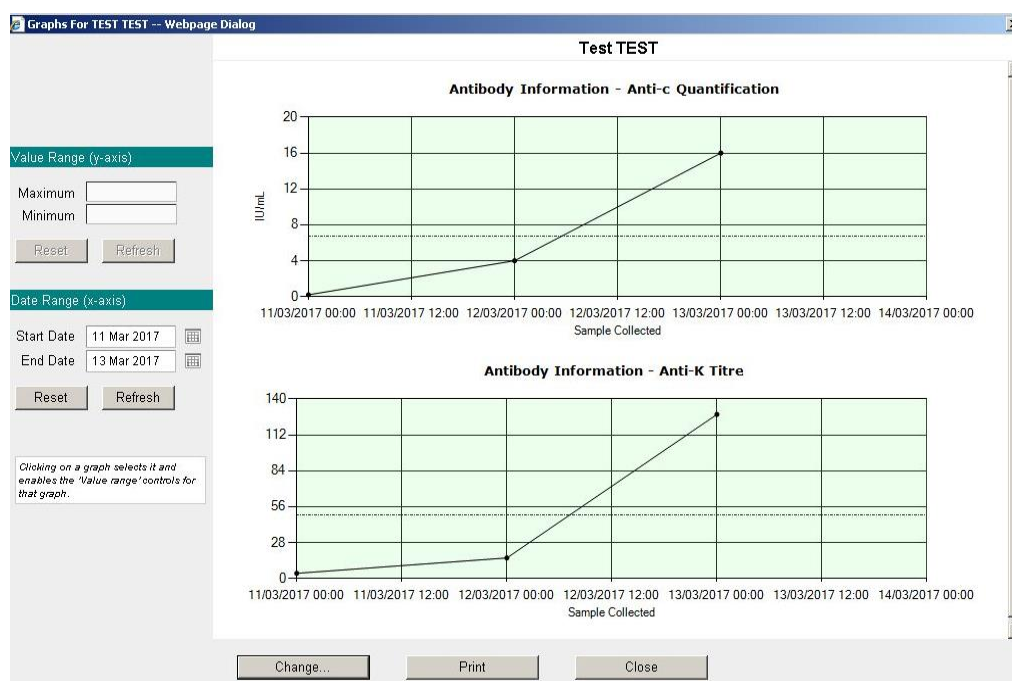 Graphs For TEST TEST -- Webpage Dialog
Test TEST
Value Range (y-axis)
Maximum
Minimum
Reset Refresh
Date Range (x-axis)
Start Date 11 Mar 2017
End Date 13 Mar 2017
Reset Refresh
Clicking on a graph selects it and
enables the 'Value range' controls for
that graph.
Antibody Information - Anti-c Quantification
20
16
12
8
4
0
IU/mL
11/03/2017 00:00 11/03/2017 12:00 12/03/2017 00:00 12/03/2017 12:00 13/03/2017 00:00 13/03/2017 12:00 14/03/2017 00:00
Sample Collected
Antibody Information - Anti-K Titre
140
112
84
56
28
0
11/03/2017 00:00 11/03/2017 12:00 12/03/2017 00:00 12/03/2017 12:00 13/03/2017 00:00 13/03/2017 12:00 14/03/2017 00:00
Sample Collected
Change... Print Close